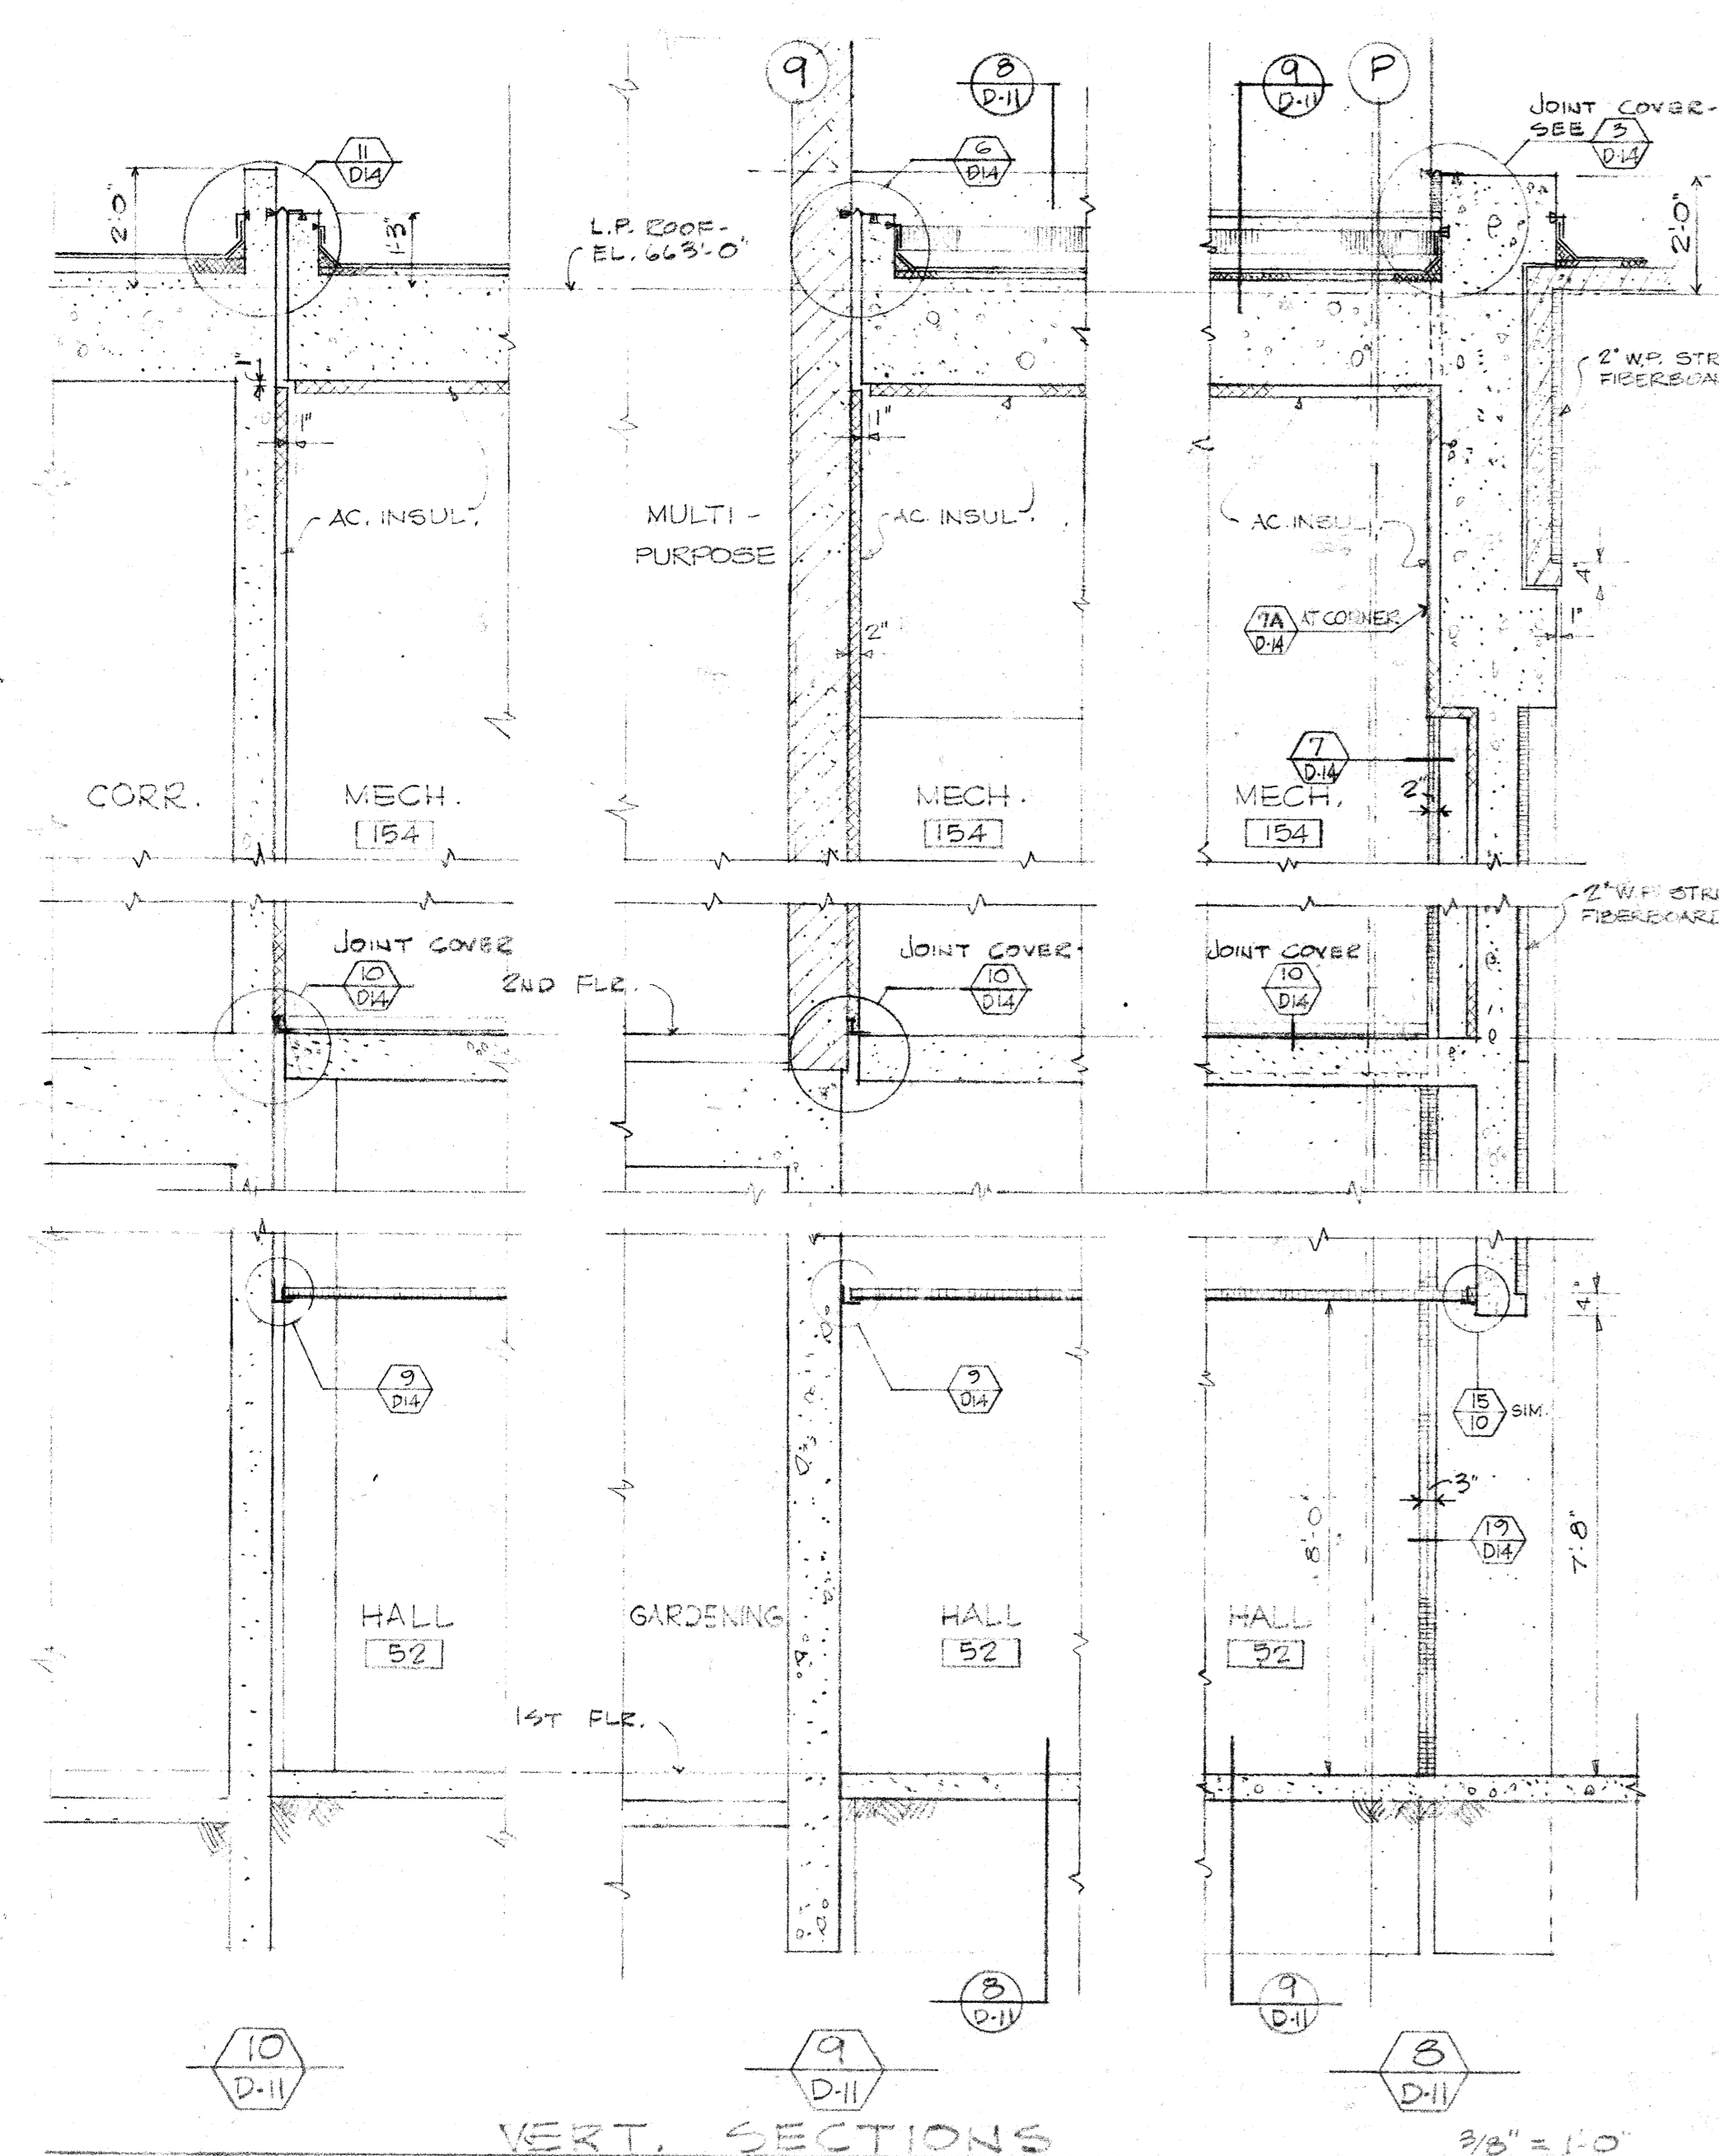 9
8
D-11
9
D-11
P
JOINT COVER-
SEE 3
D-14
11
D14
6
D14
2'-0"
1'-3"
L.P. ROOF-
EL. 663'-0"
2'-0"
1"
1"
1"
2" W.P. STR
FIBERBOA
AC. INSUL.
MULTI-
PURPOSE
AC. INSUL.
AC. INSUL.
4"
7A
D-14
AT CORNER
1"
2"
7
D-14
2"
CORR.
MECH.
154
MECH.
154
MECH.
154
2" W.P. STRU
FIBERBOARD
JOINT COVER
10
D14
2ND FLR.
JOINT COVER
10
D14
JOINT COVER
10
D14
4"
9
D14
9
D14
15
10
SIM.
3"
8'-0"
19
D14
7'-8"
HALL
52
GARDENING
HALL
52
HALL
52
1ST FLR.
8
D-11
9
D-11
10
D-11
9
D-11
8
D-11
VERT. SECTIONS
3/8" = 1'-0"